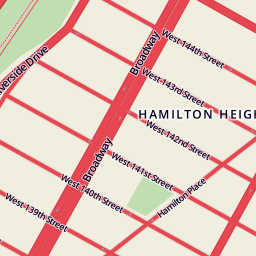 West 144th Street
Broadway
verside Drive
West 143rd Street
HAMILTON HEIGH
West 142nd Street
Broadway
West 141st Street
West 140th Street
Hamilton Place
West 139th Street